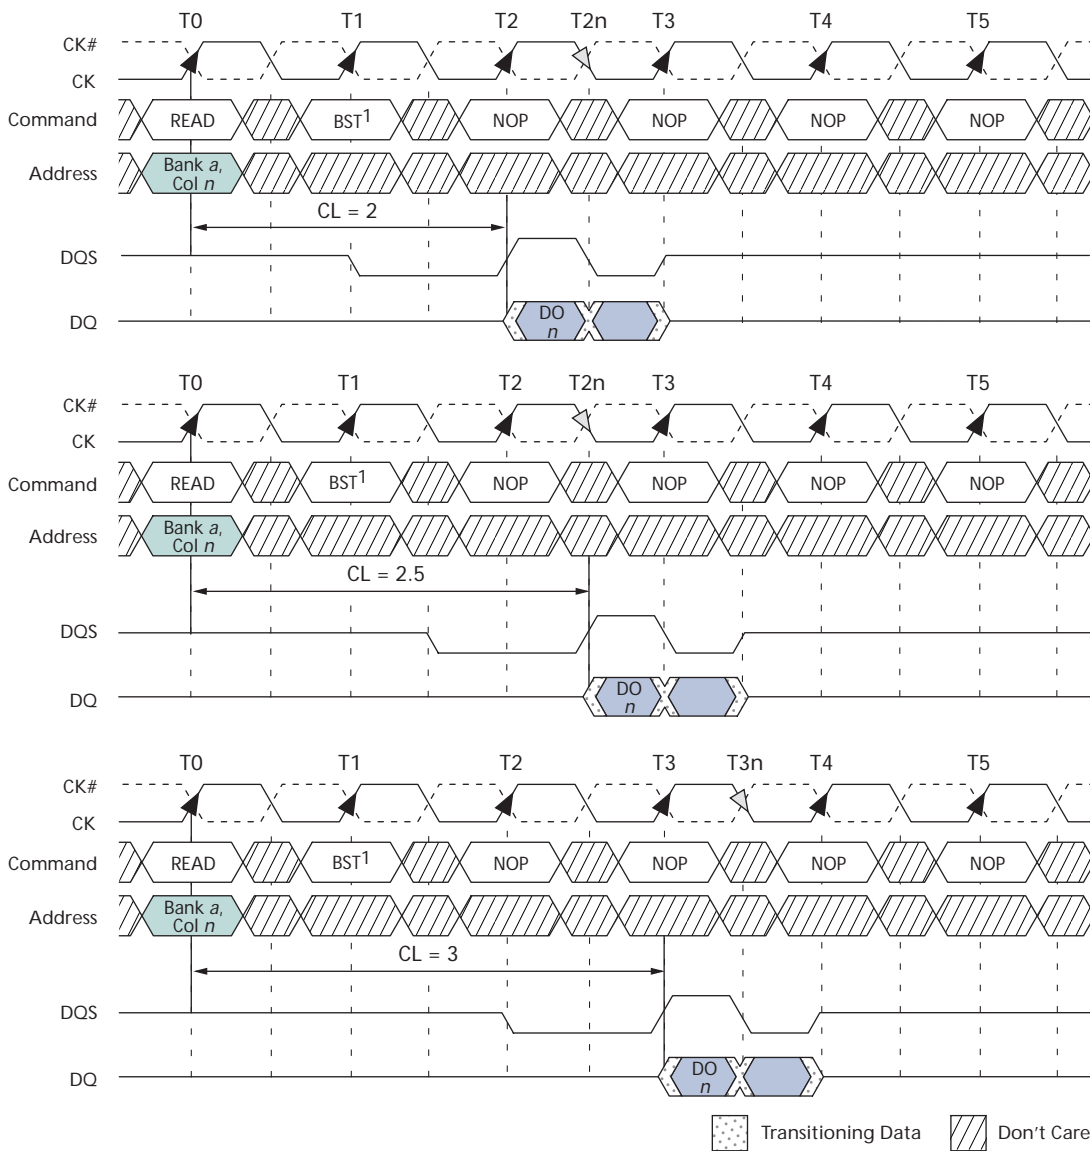 T0 T1 T2 T2n T3 T4 T5
CK#
CK
Command READ BST1 NOP NOP NOP NOP
Address Bank a,
Col n
CL = 2
DQS
DQ DO
n
T0 T1 T2 T2n T3 T4 T5
CK#
CK
Command READ BST1 NOP NOP NOP NOP
Address Bank a,
Col n
CL = 2.5
DQS
DQ DO
n
T0 T1 T2 T3 T3n T4 T5
CK#
CK
Command READ BST1 NOP NOP NOP NOP
Address Bank a,
Col n
CL = 3
DQS
DQ DO
n
Transitioning Data Don't Care